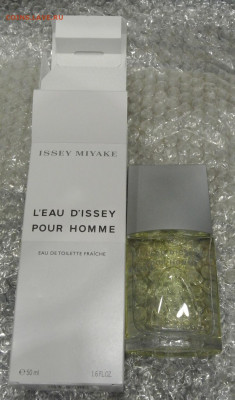 ISSEY MIYAKE
L'EAU D'ISSEY
POUR HOMME
EAU DE TOILETTE FRAÎCHE
℮ 50 ml 1.6 FL.OZ.